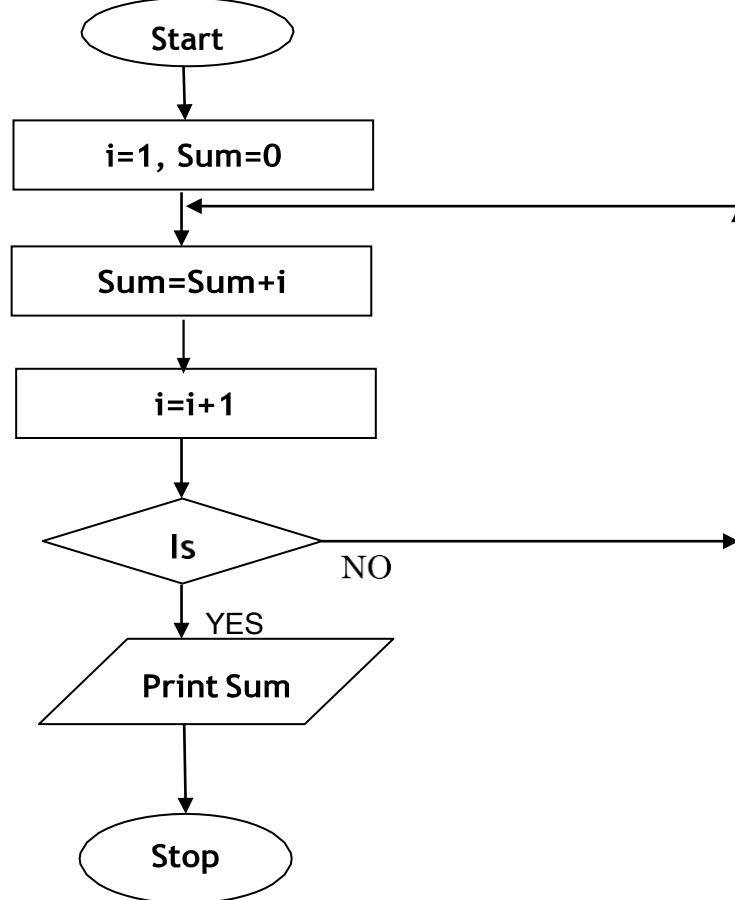 Start
i=1, Sum=0
Sum=Sum+i
i=i+1
Is
NO
YES
Print Sum
Stop